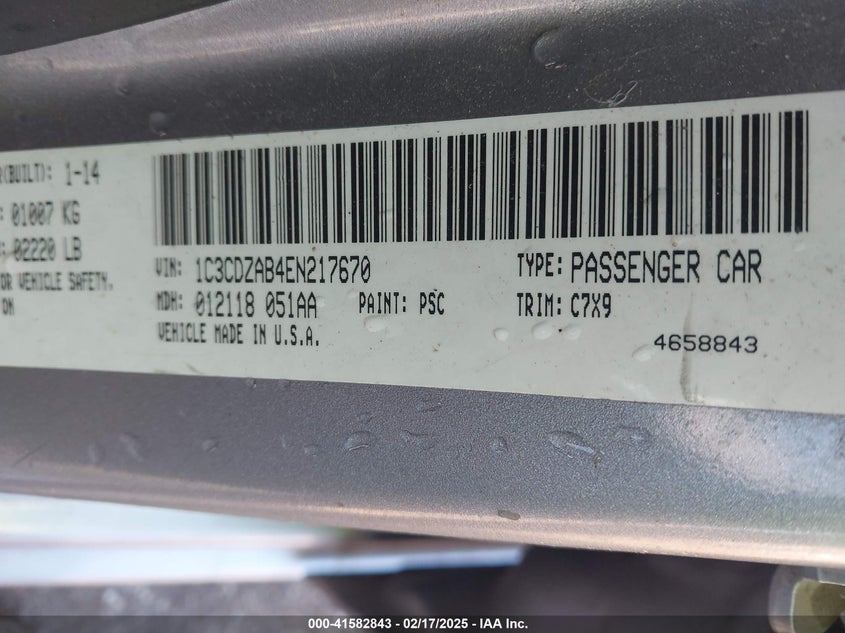 R(BUILT): 1-14
: 01007 KG
: 02220 LB
OR VEHICLE SAFETY,
ON
VIN: 1C3CDZAB4EN217670 TYPE: PASSENGER CAR
MDH: 012118 051AA PAINT: PSC TRIM: C7X9
VEHICLE MADE IN U.S.A. 4658843
000-41582843 / 02/17/2025 - IAA Inc.